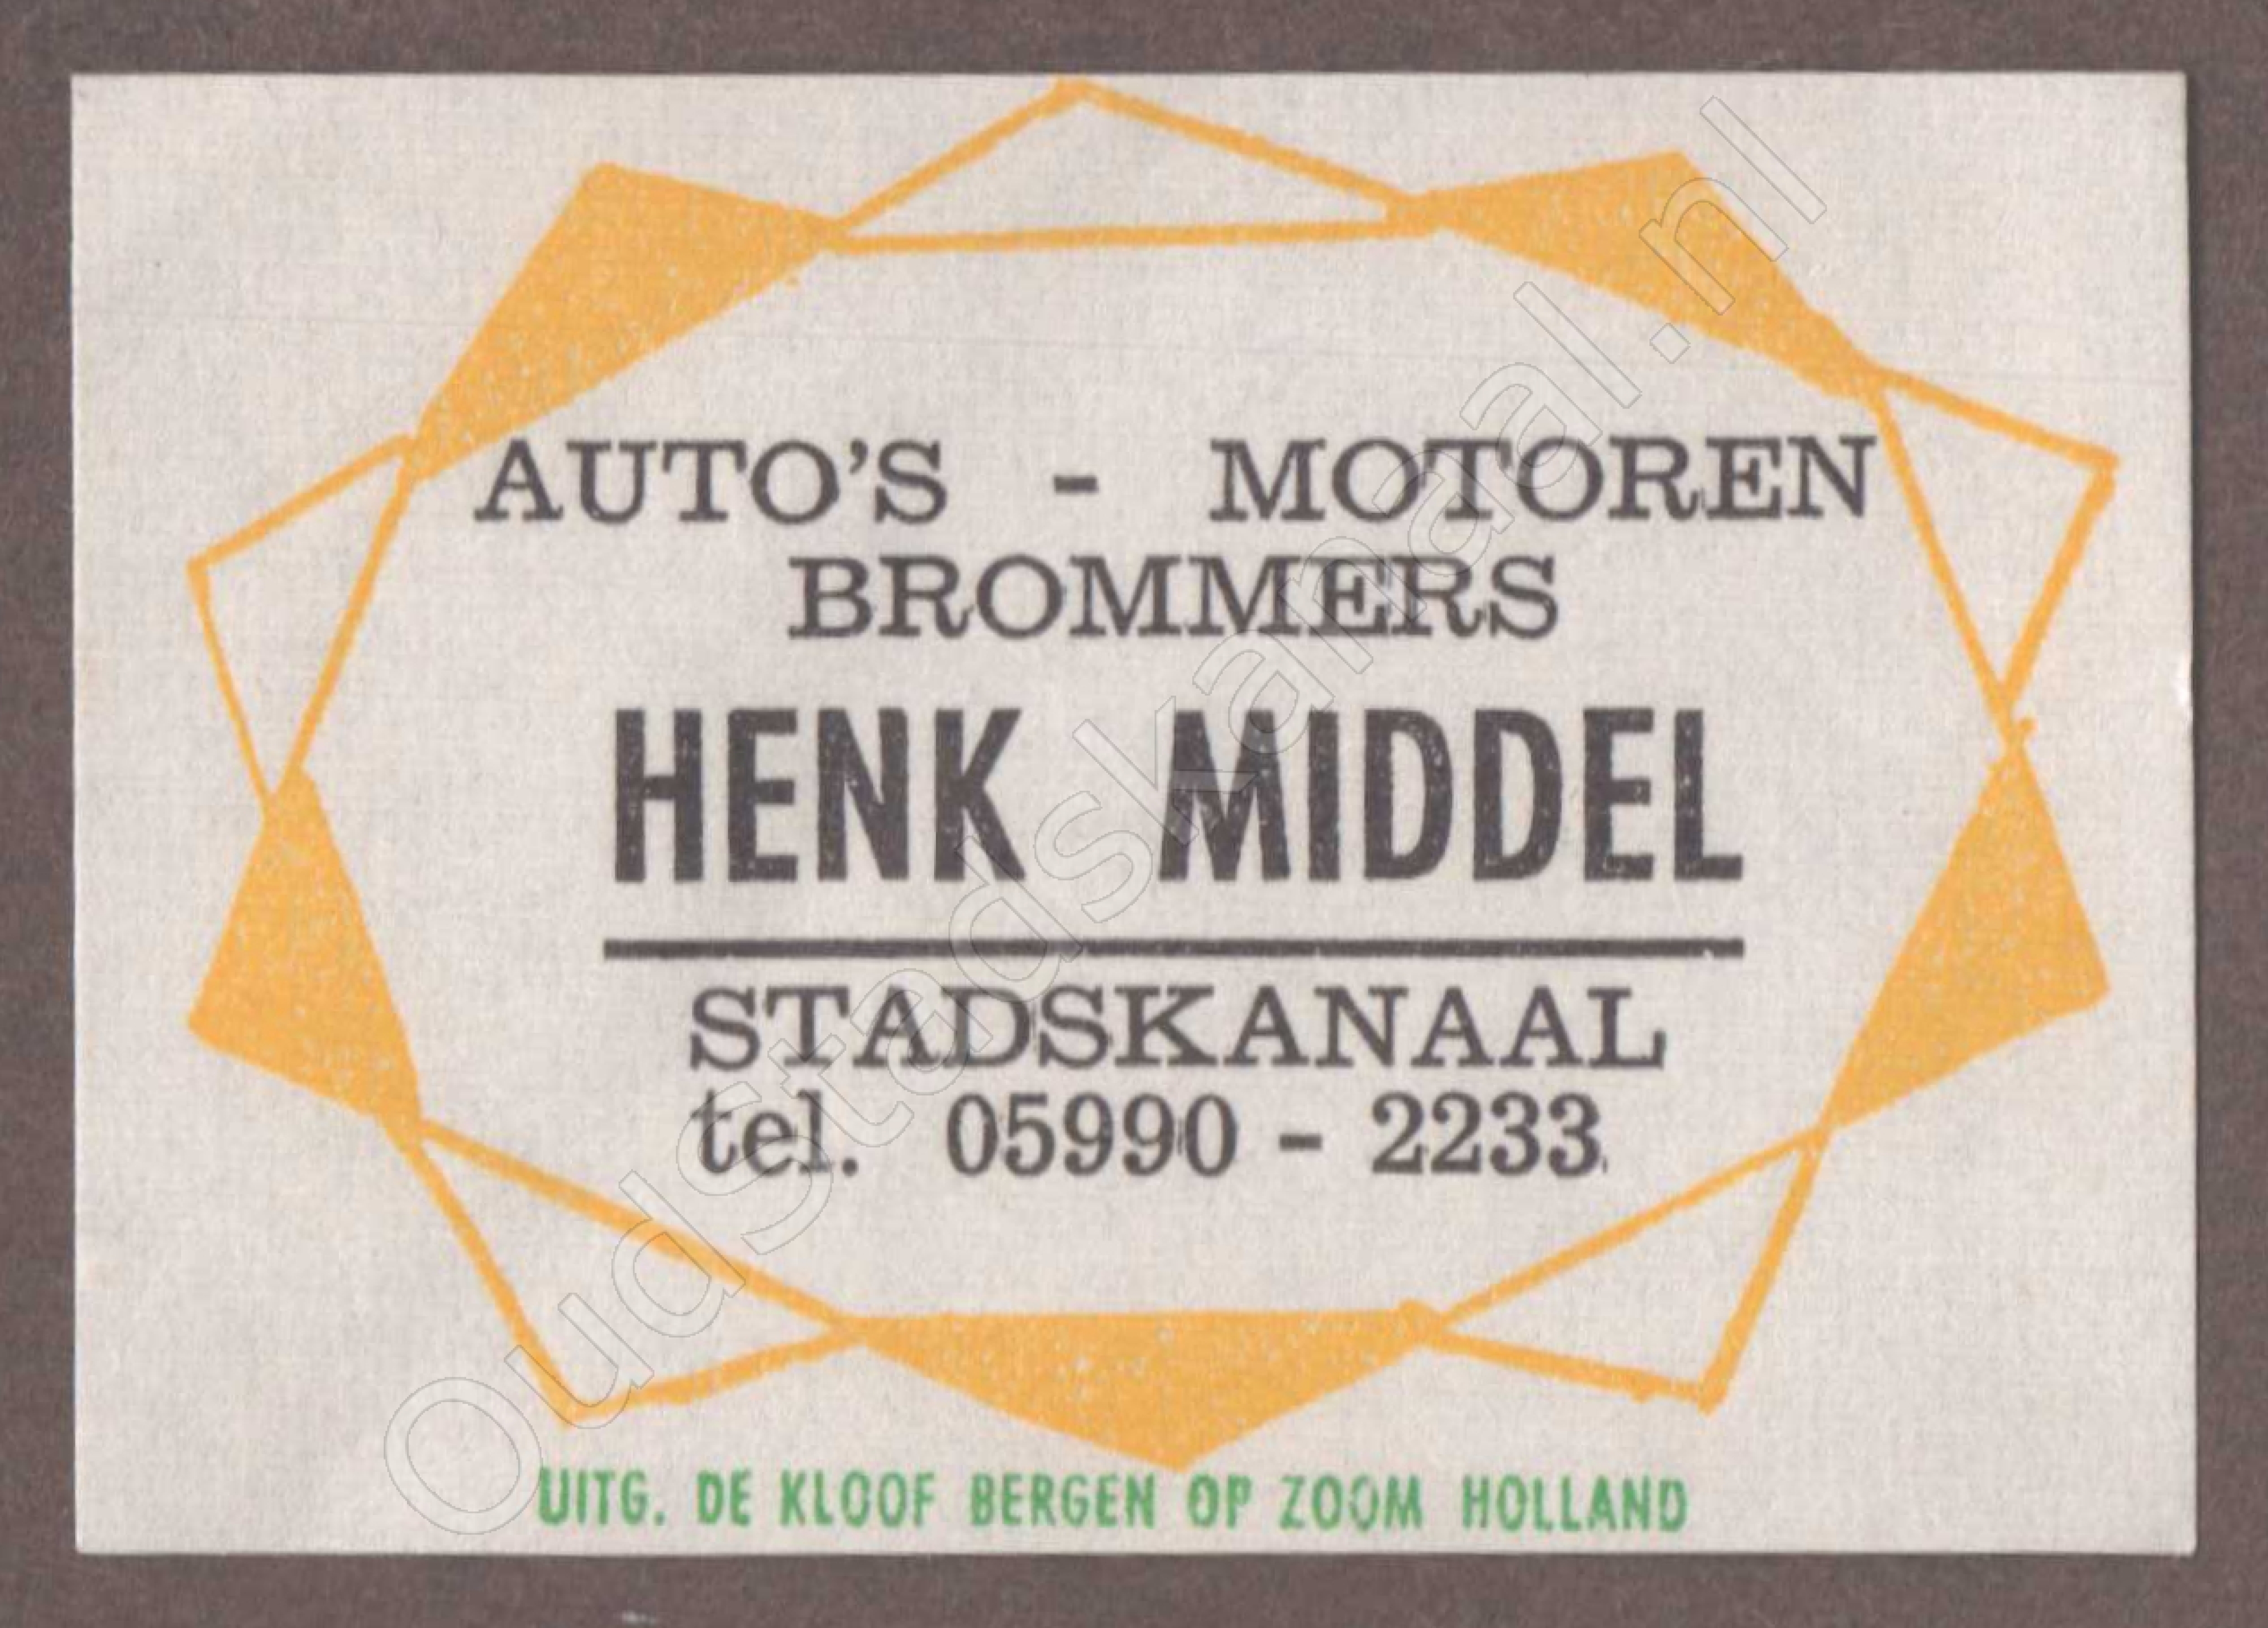 AUTO'S - MOTOREN
BROMMERS
HENK MIDDEL
STADSKANAAL
tel. 05990 - 2233
UITG. DE KLOOF BERGEN OP ZOOM HOLLAND
OudStadskanaal.nl